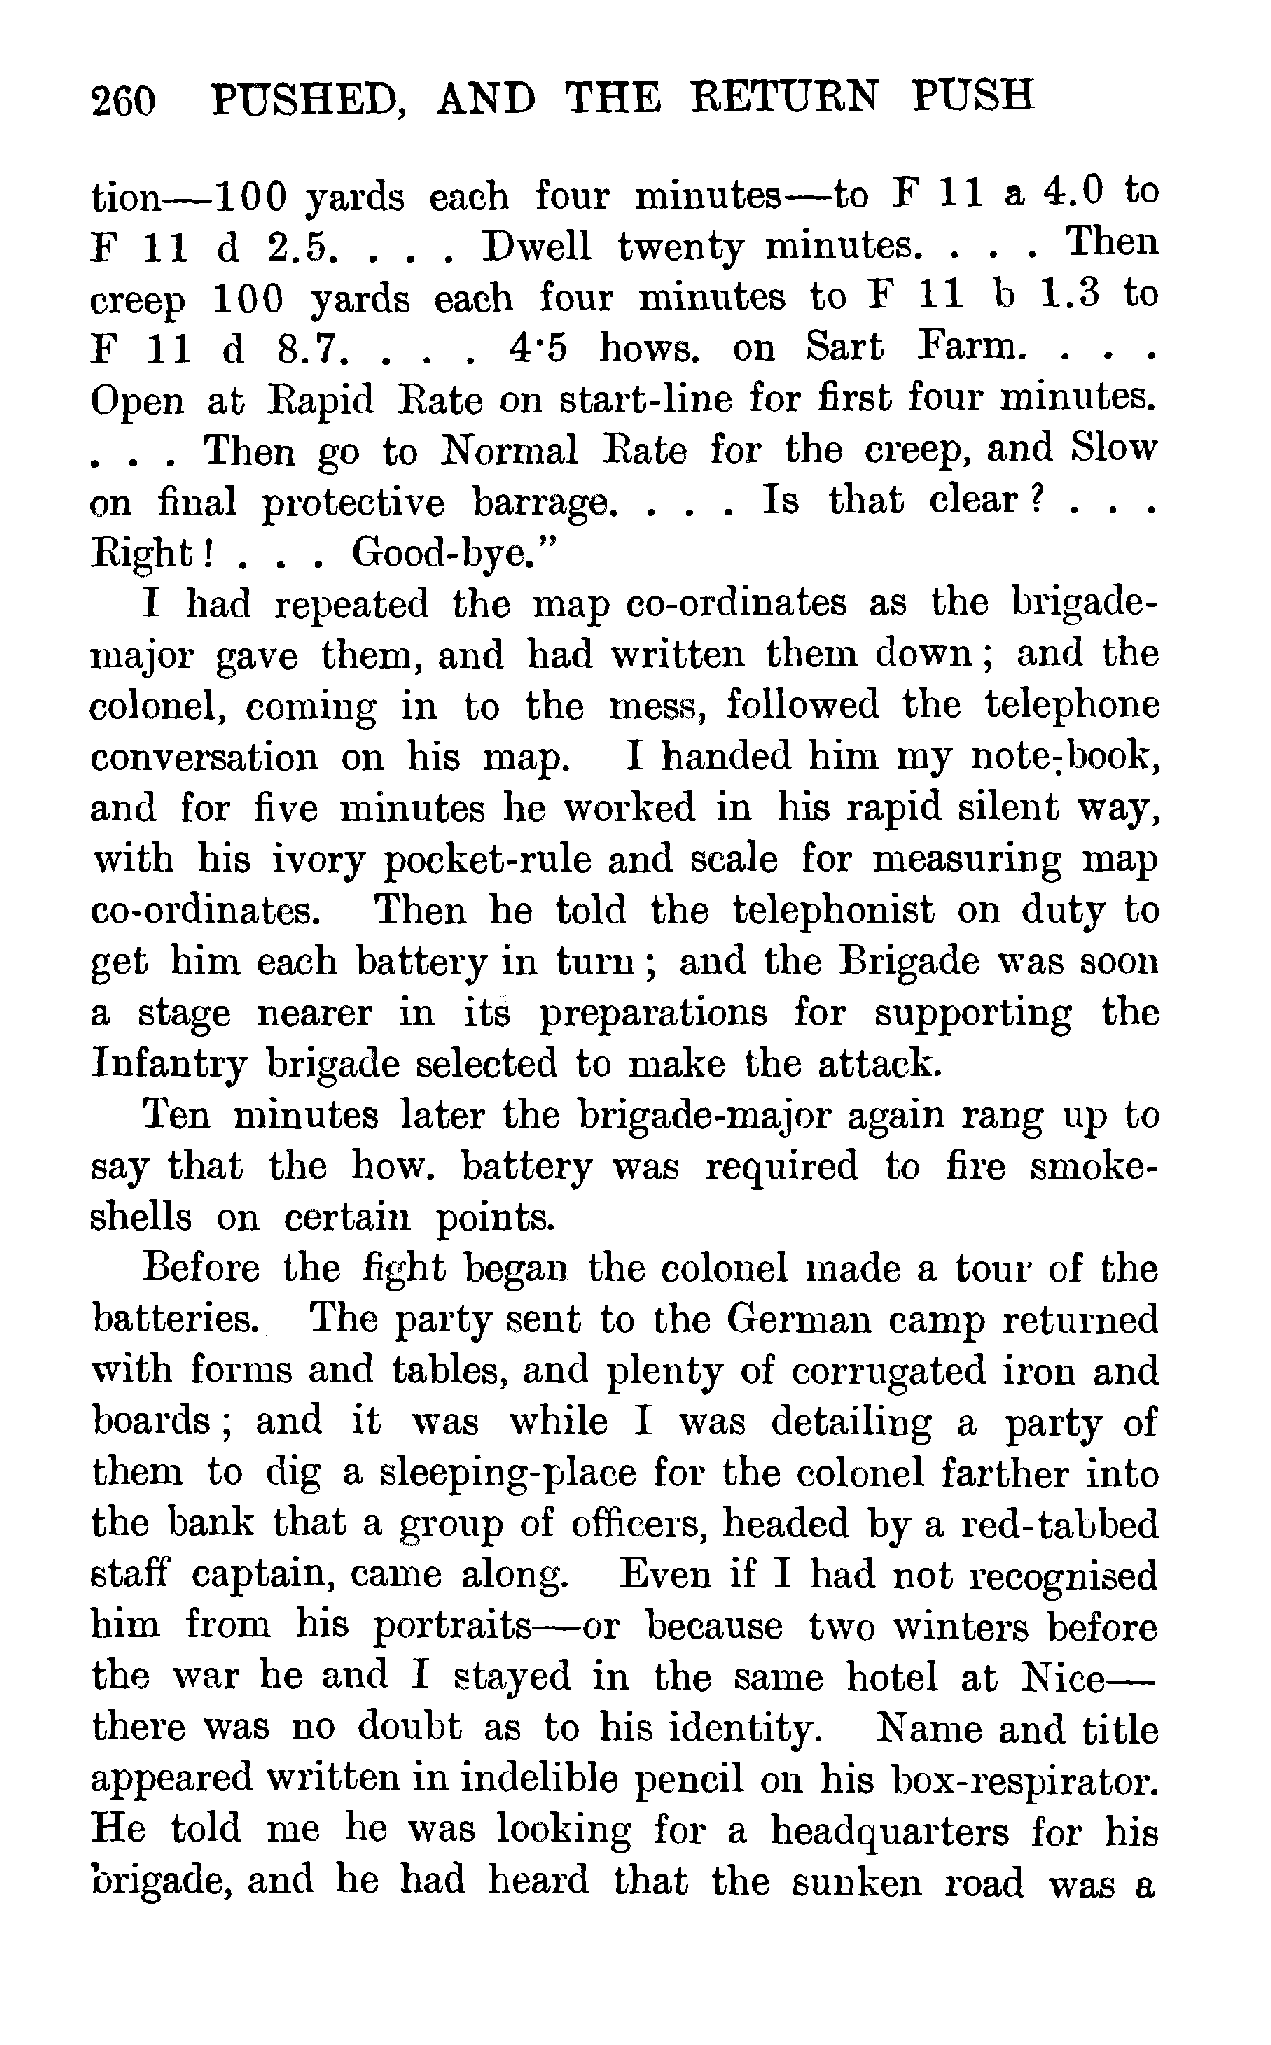 260 PUSHED, AND THE RETURN PUSH
tion—100 yards each four minutes—to F 11 a 4.0 to
F 11 d 2.5. . . . Dwell twenty minutes. . . . Then
creep 100 yards each four minutes to F 11 b 1.3 to
F 11 d 8.7. . . . 4·5 hows. on Sart Farm. . . .
Open at Rapid Rate on start-line for first four minutes.
. . . Then go to Normal Rate for the creep, and Slow
on final protective barrage. . . . Is that clear? . . .
Right! . . . Good-bye.”
I had repeated the map co-ordinates as the brigade-
major gave them, and had written them down; and the
colonel, coming in to the mess, followed the telephone
conversation on his map. I handed him my note-book,
and for five minutes he worked in his rapid silent way,
with his ivory pocket-rule and scale for measuring map
co-ordinates. Then he told the telephonist on duty to
get him each battery in turn; and the Brigade was soon
a stage nearer in its preparations for supporting the
Infantry brigade selected to make the attack.
Ten minutes later the brigade-major again rang up to
say that the how. battery was required to fire smoke-
shells on certain points.
Before the fight began the colonel made a tour of the
batteries. The party sent to the German camp returned
with forms and tables, and plenty of corrugated iron and
boards; and it was while I was detailing a party of
them to dig a sleeping-place for the colonel farther into
the bank that a group of officers, headed by a red-tabbed
staff captain, came along. Even if I had not recognised
him from his portraits—or because two winters before
the war he and I stayed in the same hotel at Nice—
there was no doubt as to his identity. Name and title
appeared written in indelible pencil on his box-respirator.
He told me he was looking for a headquarters for his
brigade, and he had heard that the sunken road was a